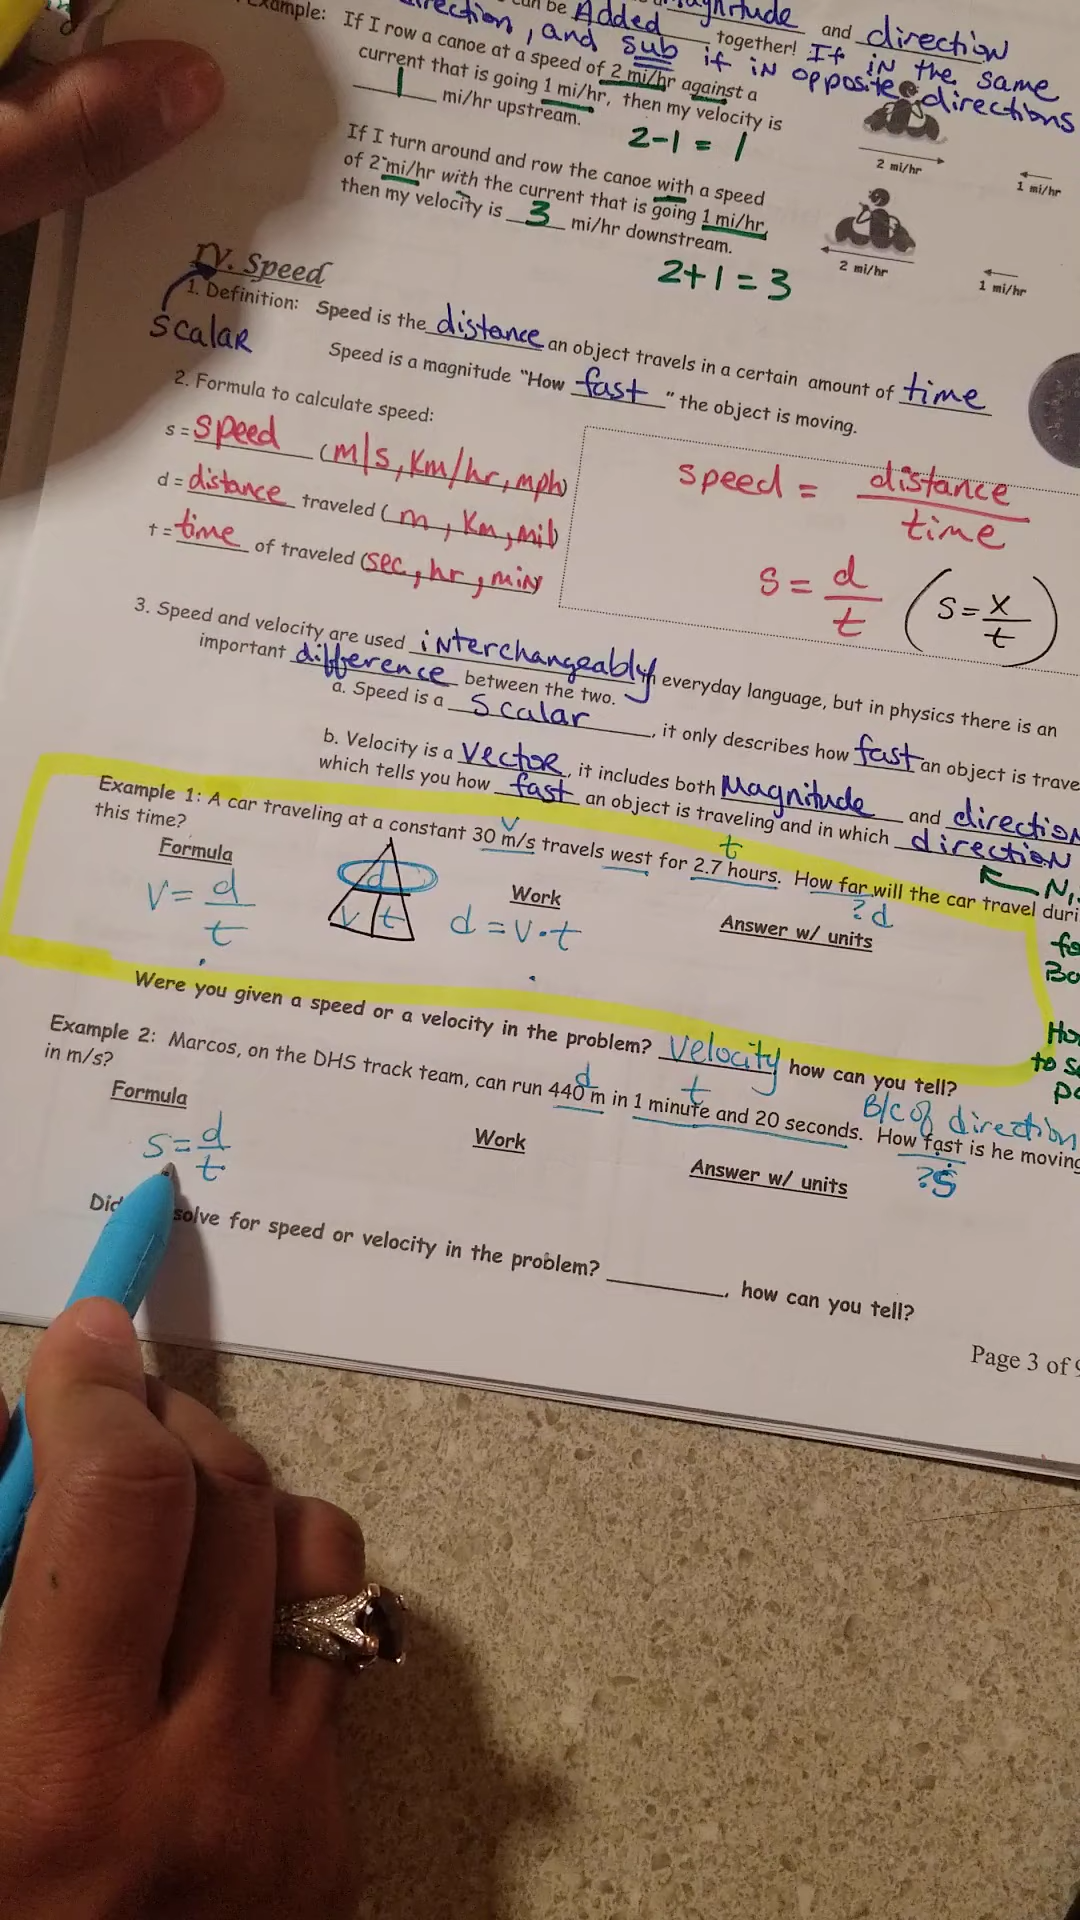 can be Added Magnitude and direction
direction, and sub if in opposite directions
together! If in the same
Example: If I row a canoe at a speed of 2 mi/hr against a
current that is going 1 mi/hr, then my velocity is
1 mi/hr upstream.
2-1 = 1
2 mi/hr
1 mi/hr
If I turn around and row the canoe with a speed
of 2 mi/hr with the current that is going 1 mi/hr,
then my velocity is 3 mi/hr downstream.
2+1 = 3
2 mi/hr
1 mi/hr
IV. Speed
Scalar
1. Definition: Speed is the distance an object travels in a certain amount of time
Speed is a magnitude "How fast" the object is moving.
2. Formula to calculate speed:
s = speed (m/s, Km/hr, mph)
d = distance traveled (m, Km, mil)
t = time of traveled (sec, hr, min)
speed = distance / time
s = d / t (s = x / t)
3. Speed and velocity are used interchangeably in everyday language, but in physics there is an
important difference between the two.
a. Speed is a scalar, it only describes how fast an object is trave
b. Velocity is a vector, it includes both Magnitude and direction
which tells you how fast an object is traveling and in which direction
N,
Example 1: A car traveling at a constant 30 m/s travels west for 2.7 hours. How far will the car travel duri
this time?
v
t
? d
Formula
Work
Answer w/ units
v = d / t
d
v t
d = v · t
fo
Bo
Were you given a speed or a velocity in the problem? velocity how can you tell?
B/c of direction
Ho
to s
Po
Example 2: Marcos, on the DHS track team, can run 440 m in 1 minute and 20 seconds. How fast is he moving
in m/s?
d
t
? s
Formula
Work
Answer w/ units
s = d / t
Did solve for speed or velocity in the problem? ________, how can you tell?
Page 3 of 9